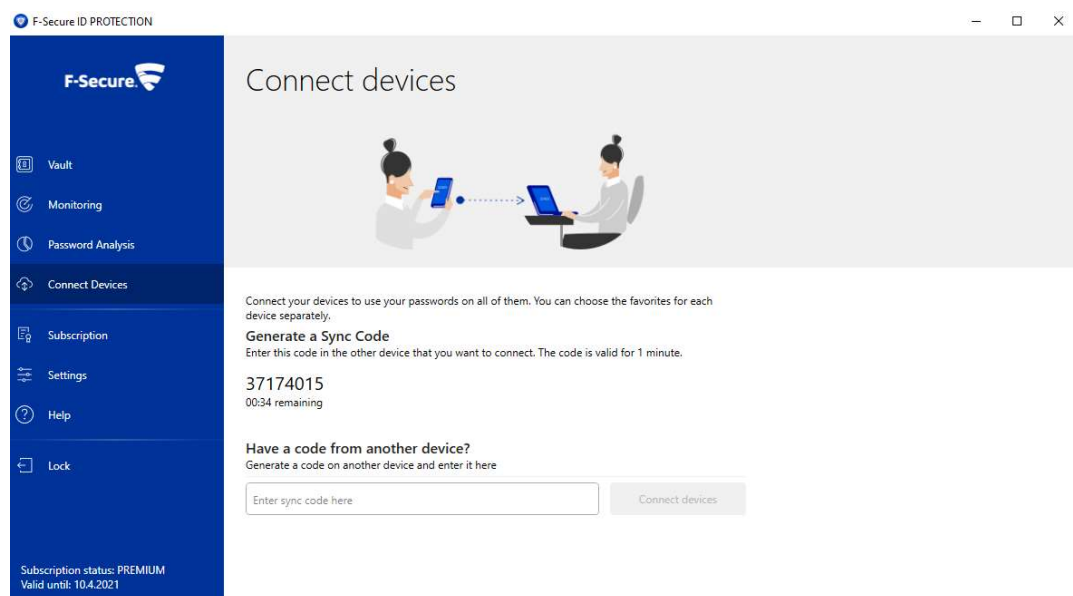 F-Secure ID PROTECTION
F-Secure.
Vault
Monitoring
Password Analysis
Connect Devices
Subscription
Settings
Help
Lock
Subscription status: PREMIUM
Valid until: 10.4.2021
Connect devices
Connect your devices to use your passwords on all of them. You can choose the favorites for each
device separately.
Generate a Sync Code
Enter this code in the other device that you want to connect. The code is valid for 1 minute.
37174015
00:34 remaining
Have a code from another device?
Generate a code on another device and enter it here
Enter sync code here
Connect devices